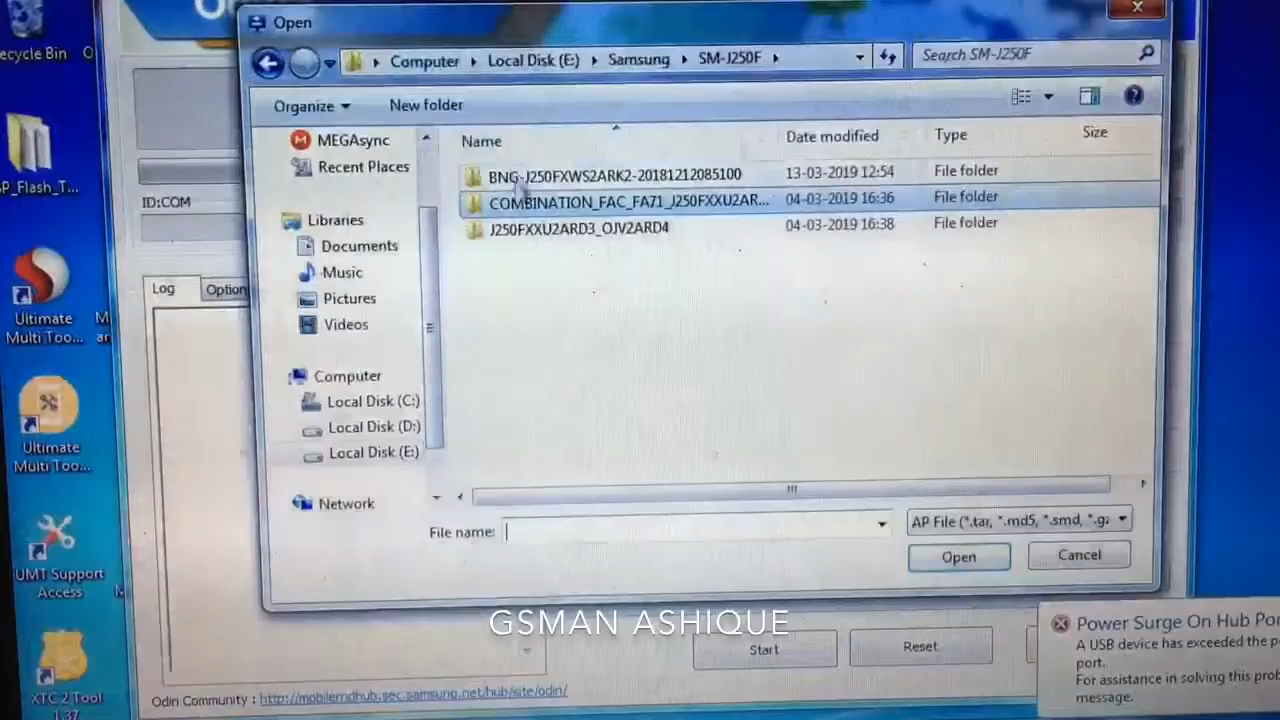 Open
Computer
Local Disk (E:)
Samsung
SM-J250F
Search SM-J250F
Organize
New folder
MEGAsync
Recent Places
Libraries
Documents
Music
Pictures
Videos
Computer
Local Disk (C:)
Local Disk (D:)
Local Disk (E:)
Network
Name
Date modified
Type
Size
BNG-J250FXWS2ARK2-20181212085100
13-03-2019 12:54
File folder
COMBINATION_FAC_FA71_J250FXXU2AR...
04-03-2019 16:36
File folder
J250FXXU2ARD3_OJV2ARD4
04-03-2019 16:38
File folder
File name:
AP File (*.tar, *.md5, *.smd, *.gz
Open
Cancel
ecycle Bin
P_Flash_T...
Ultimate
Multi Too...
Ultimate
Multi Too...
UMT Support
Access
XTC 2 Tool
1.37
ID:COM
Log
Option
GSMAN ASHIQUE
Start
Reset
Odin Community : http://mobilerndhub.sec.samsung.net/hub/site/odin/
Power Surge On Hub Por
A USB device has exceeded the p
port.
For assistance in solving this prob
message.